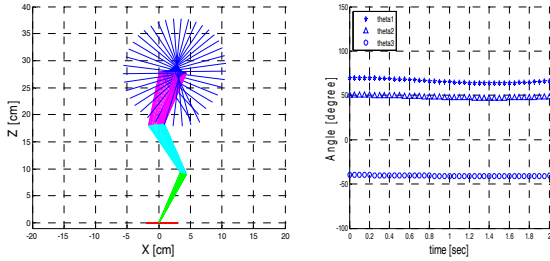 40
35
30
25
20
15
10
5
0
Z [cm]
-20 -15 -10 -5 0 5 10 15 20
X [cm]
150
100
50
0
-50
-100
Angle [degree]
theta1
theta2
theta3
0 0.2 0.4 0.6 0.8 1 1.2 1.4 1.6 1.8 2
time [sec]